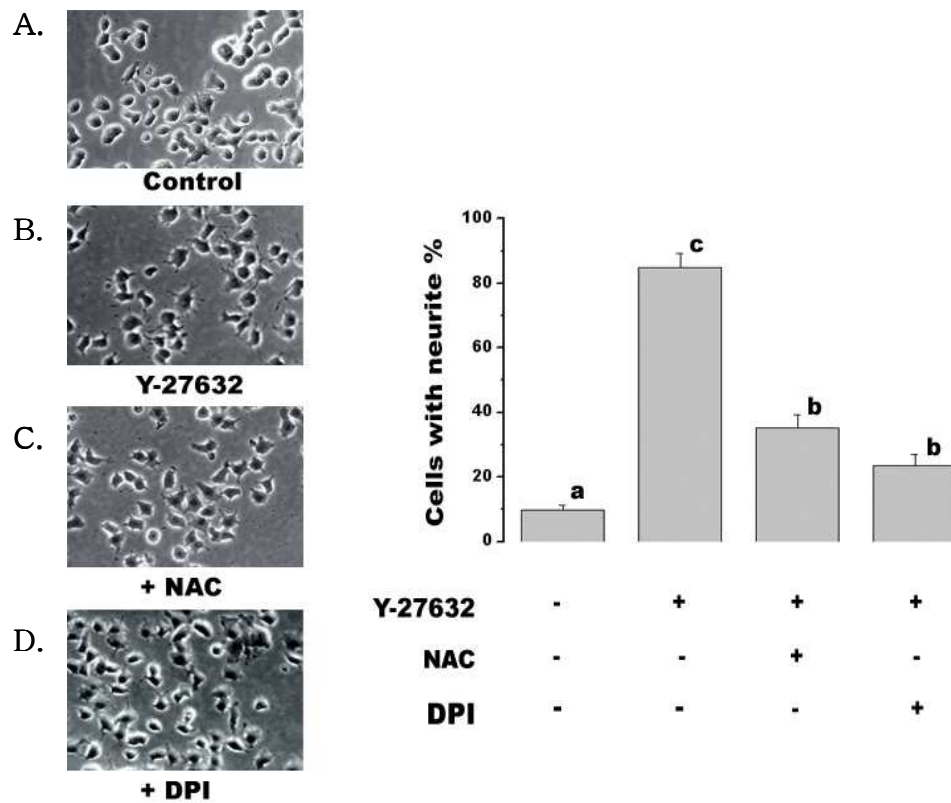 A.
Control
B.
Y-27632
C.
+ NAC
D.
+ DPI
Cells with neurite %
100
80
60
40
20
0
a
c
b
b
Y-27632 - + + +
NAC - - + -
DPI - - - +